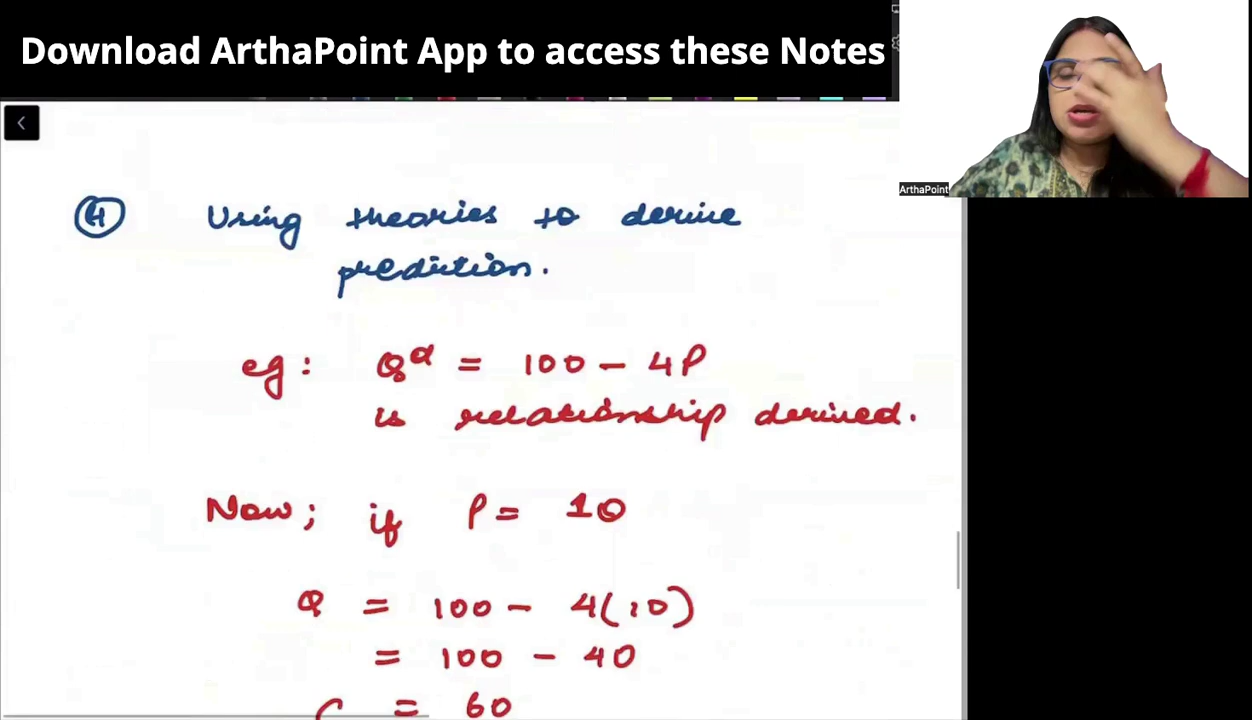 Download ArthaPoint App to access these Notes
ArthaPoint
4 Using theories to derive
prediction.
eg: Qd = 100 - 4P
is relationship derived.
Now; if P = 10
Q = 100 - 4(10)
= 100 - 40
= 60